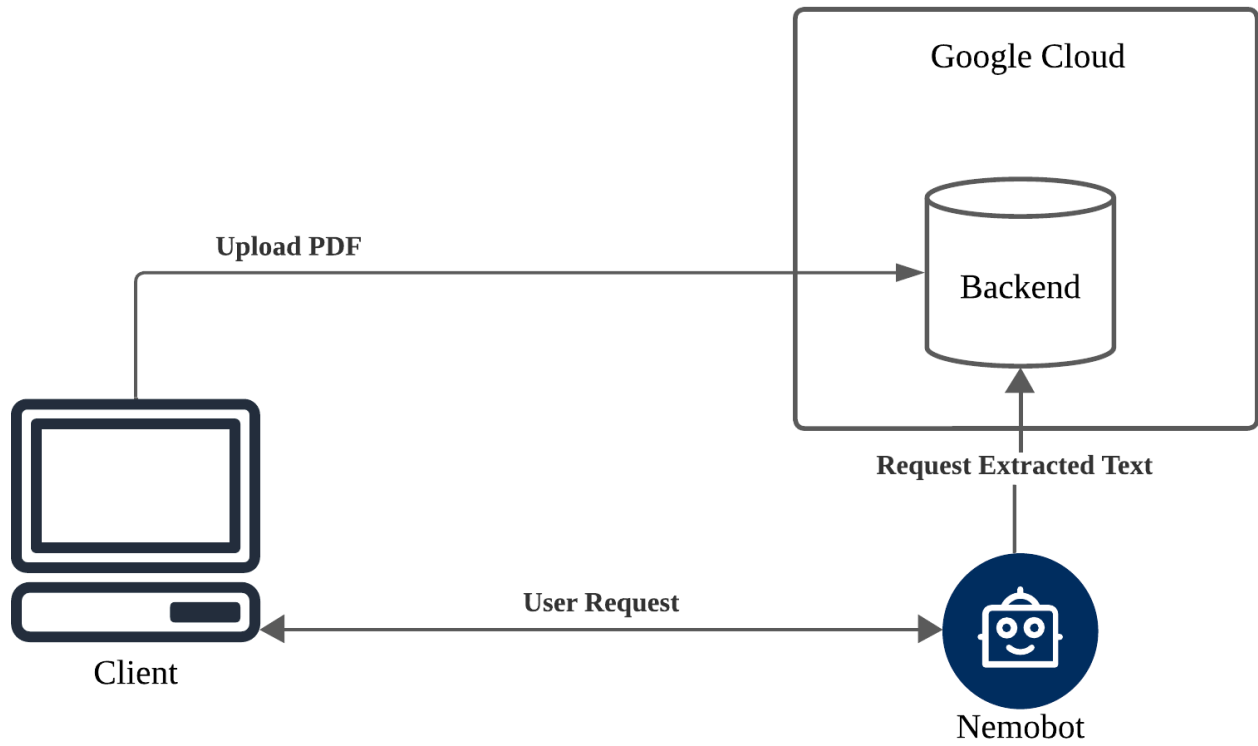 Google Cloud
Upload PDF
Backend
Request Extracted Text
User Request
Client
Nemobot